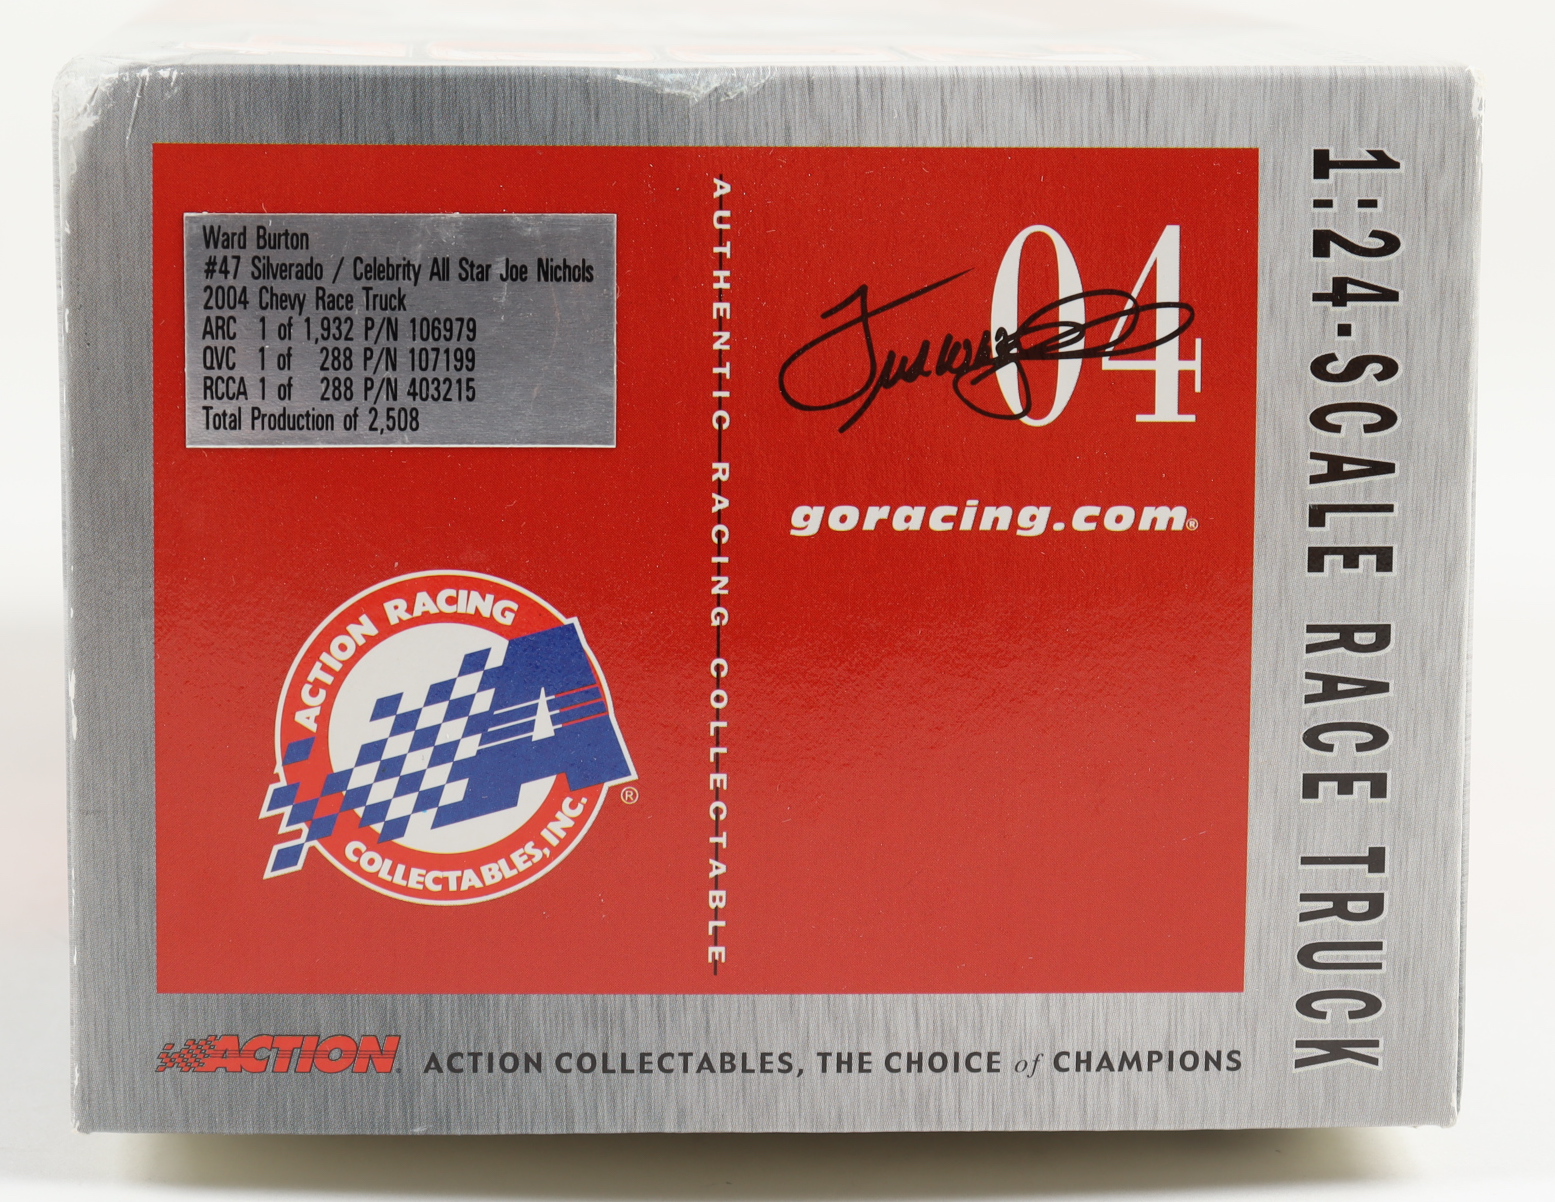 Ward Burton
#47 Silverado / Celebrity All Star Joe Nichols
2004 Chevy Race Truck
ARC 1 of 1,932 P/N 106979
QVC 1 of 288 P/N 107199
RCCA 1 of 288 P/N 403215
Total Production of 2,508
AUTHENTIC RACING COLLECTABLE
04
goracing.com®
ACTION RACING
COLLECTABLES, INC.
®
1:24-SCALE RACE TRUCK
ACTION
ACTION COLLECTABLES, THE CHOICE of CHAMPIONS